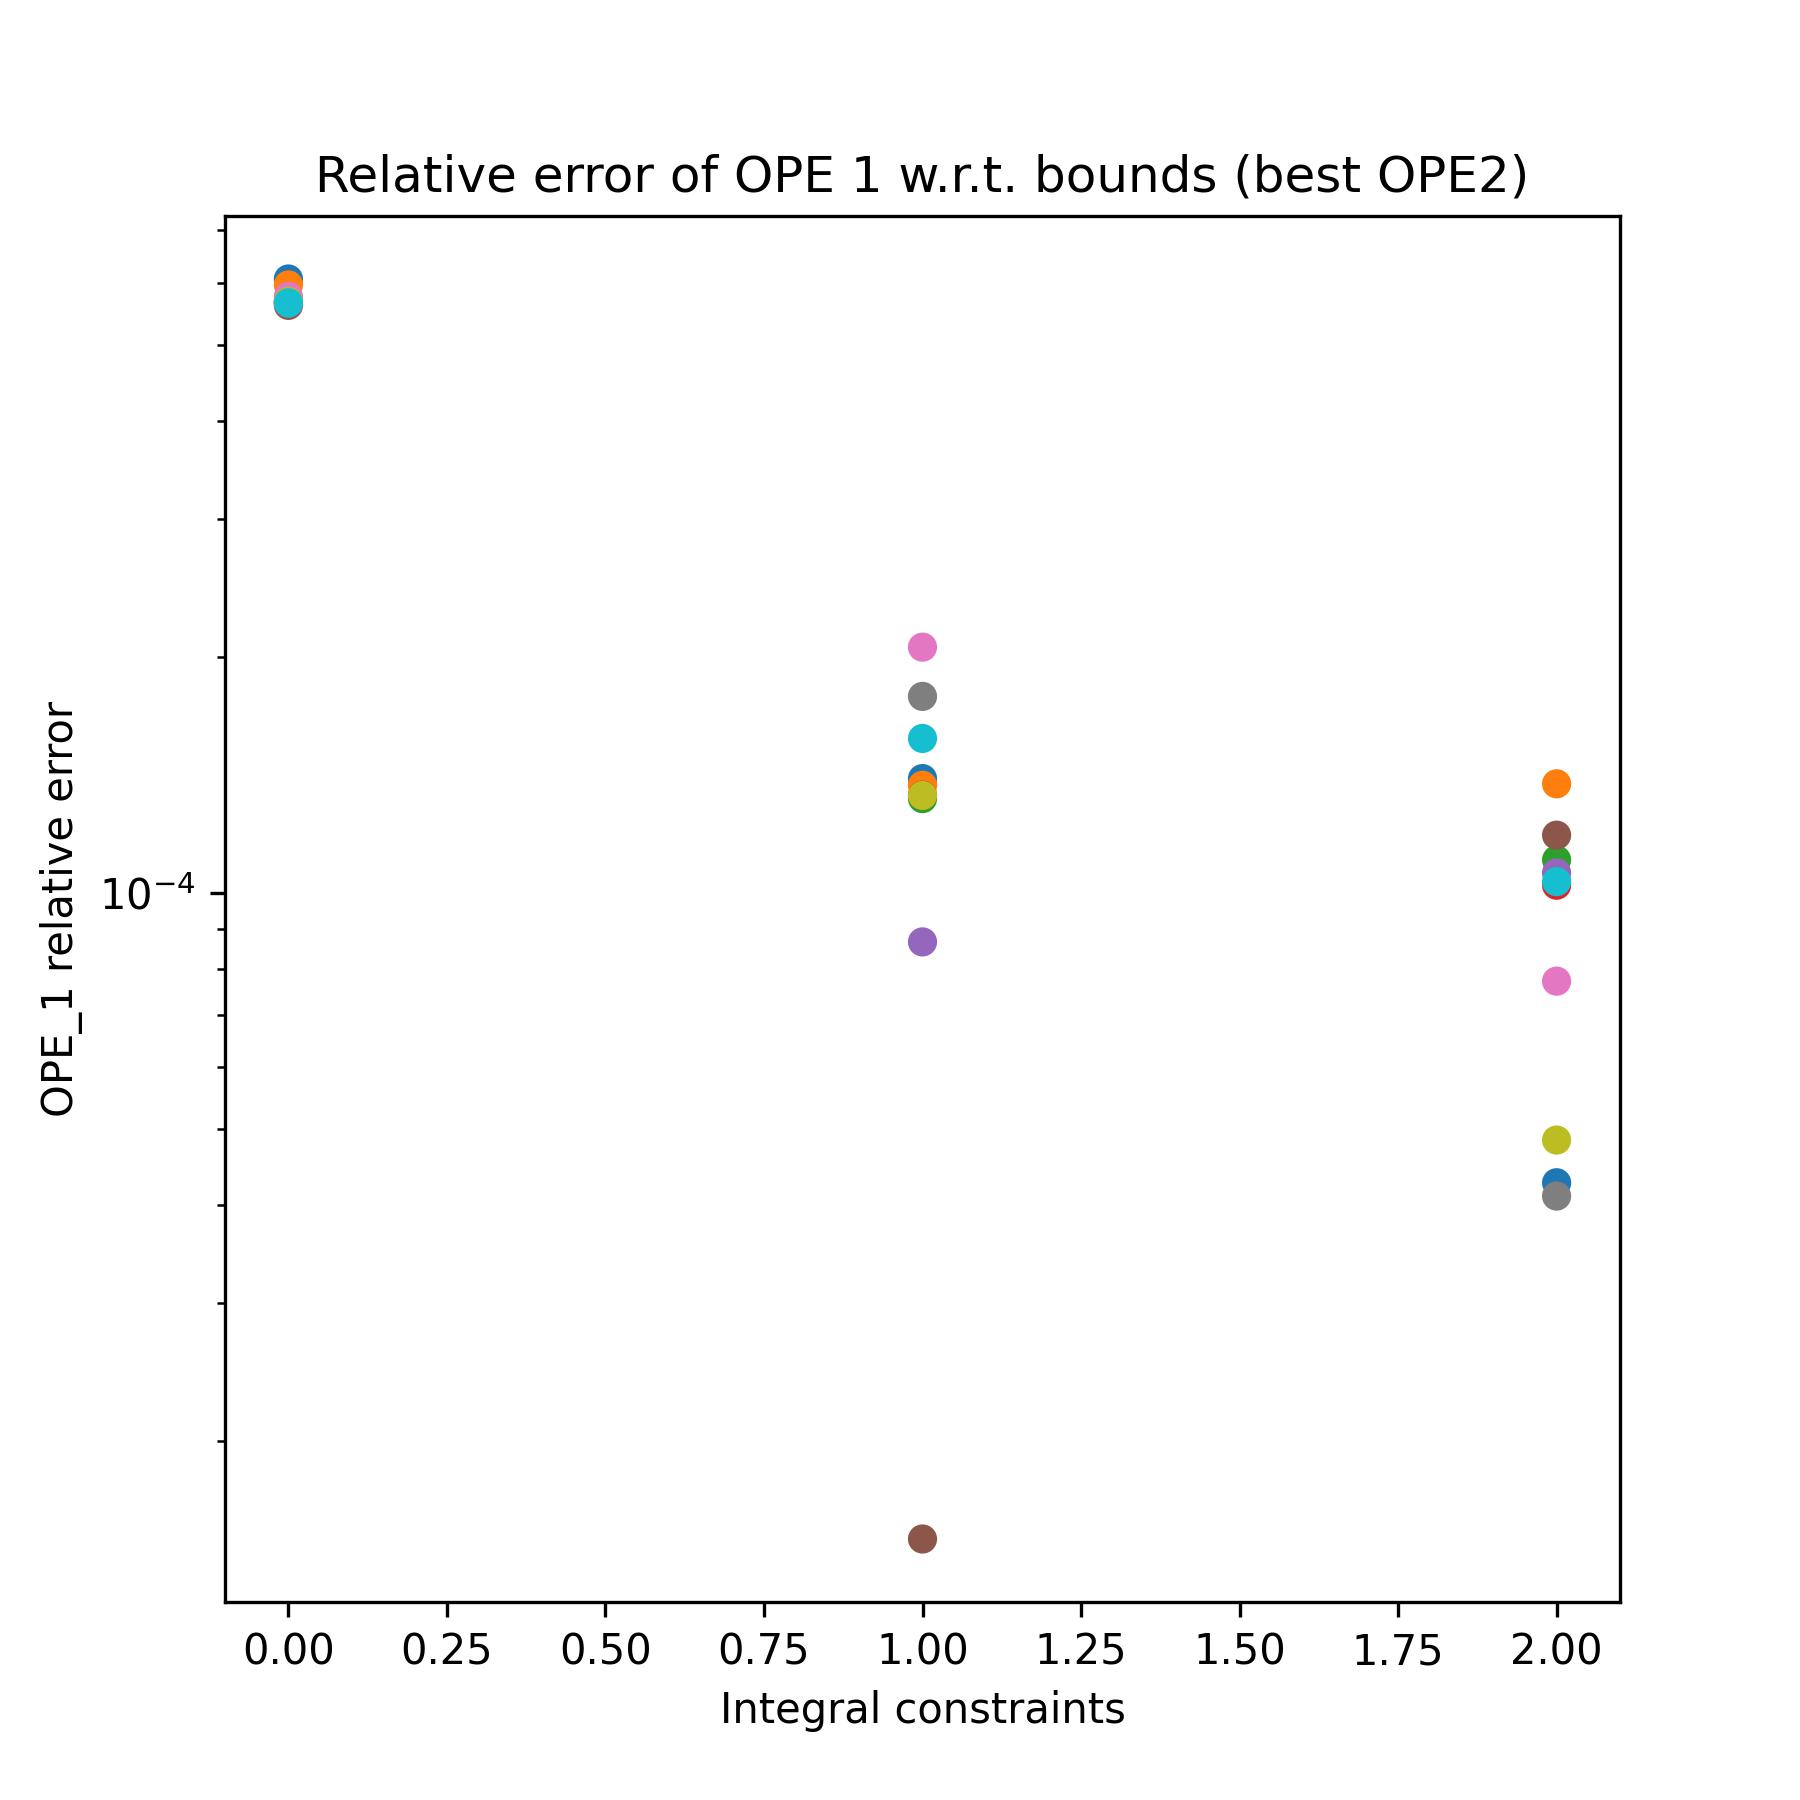 Relative error of OPE 1 w.r.t. bounds (best OPE2)
OPE_1 relative error
10⁻⁴
0.00 0.25 0.50 0.75 1.00 1.25 1.50 1.75 2.00
Integral constraints